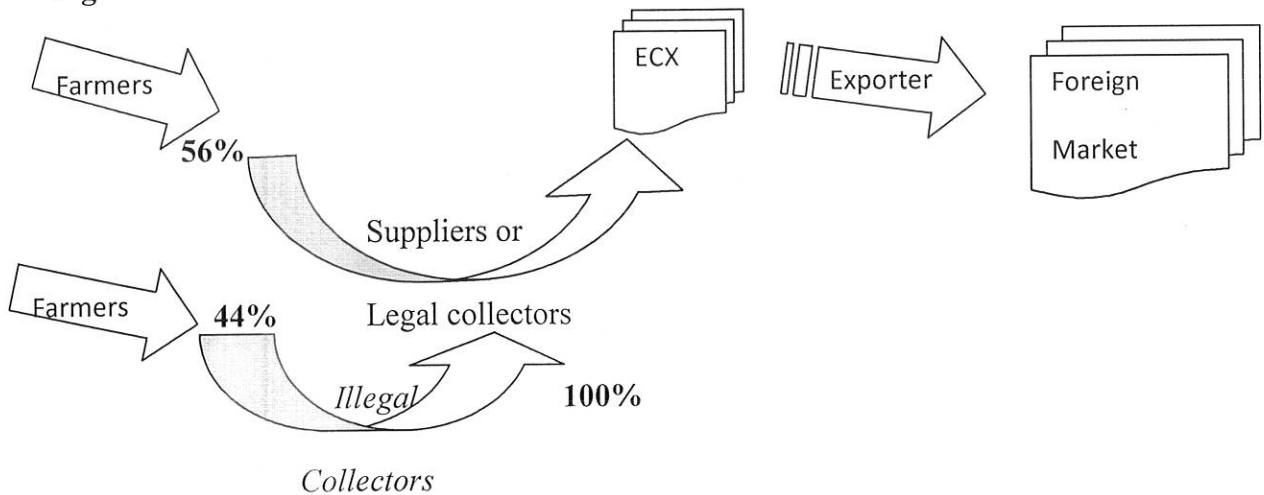 Farmers
ECX
Exporter
Foreign
Market
56%
Suppliers or
Farmers
44%
Legal collectors
Illegal
100%
Collectors